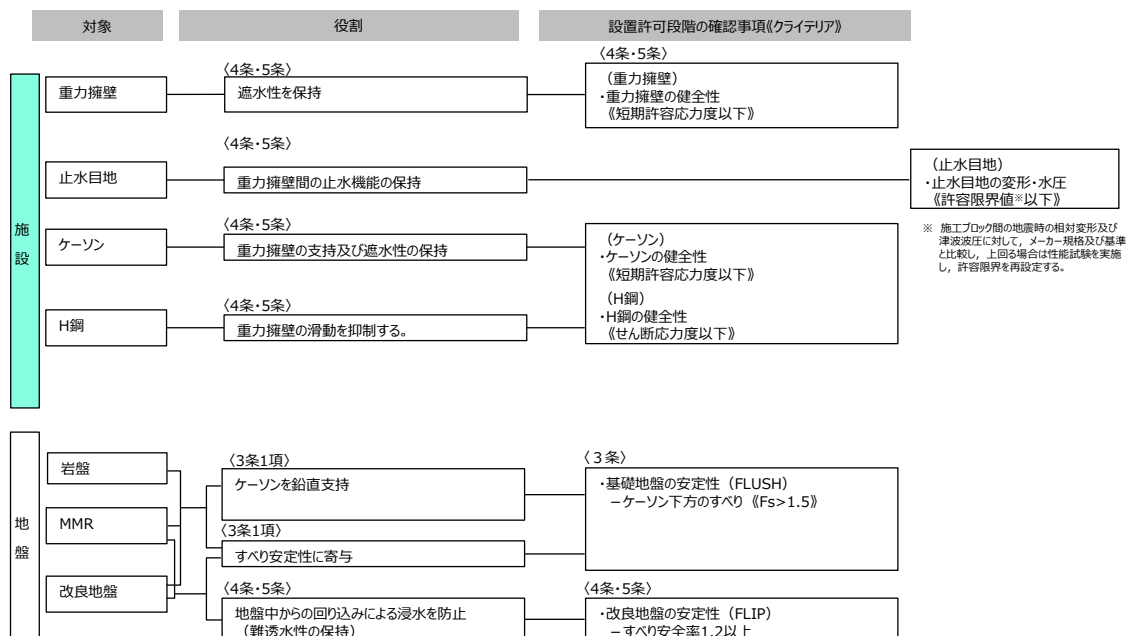 対象
役割
設置許可段階の確認事項《クライテリア》
施設
重力擁壁
〈4条・5条〉
遮水性を保持
〈4条・5条〉
（重力擁壁）
・重力擁壁の健全性
《短期許容応力度以下》
止水目地
〈4条・5条〉
重力擁壁間の止水機能の保持
（止水目地）
・止水目地の変形・水圧
《許容限界値※以下》
※ 施工ブロック間の地震時の相対変形及び
津波波圧に対して，メーカー規格及び基準
と比較し，上回る場合は性能試験を実施
し，許容限界を再設定する。
ケーソン
〈4条・5条〉
重力擁壁の支持及び遮水性の保持
（ケーソン）
・ケーソンの健全性
《短期許容応力度以下》
H鋼
〈4条・5条〉
重力擁壁の滑動を抑制する。
（H鋼）
・H鋼の健全性
《せん断応力度以下》
地盤
岩盤
MMR
改良地盤
〈3条1項〉
ケーソンを鉛直支持
〈3条1項〉
すべり安定性に寄与
〈３条〉
・基礎地盤の安定性（FLUSH）
－ケーソン下方のすべり《Fs>1.5》
〈4条・5条〉
地盤中からの回り込みによる浸水を防止
（難透水性の保持）
〈4条・5条〉
・改良地盤の安定性（FLIP）
－すべり安全率1.2以上